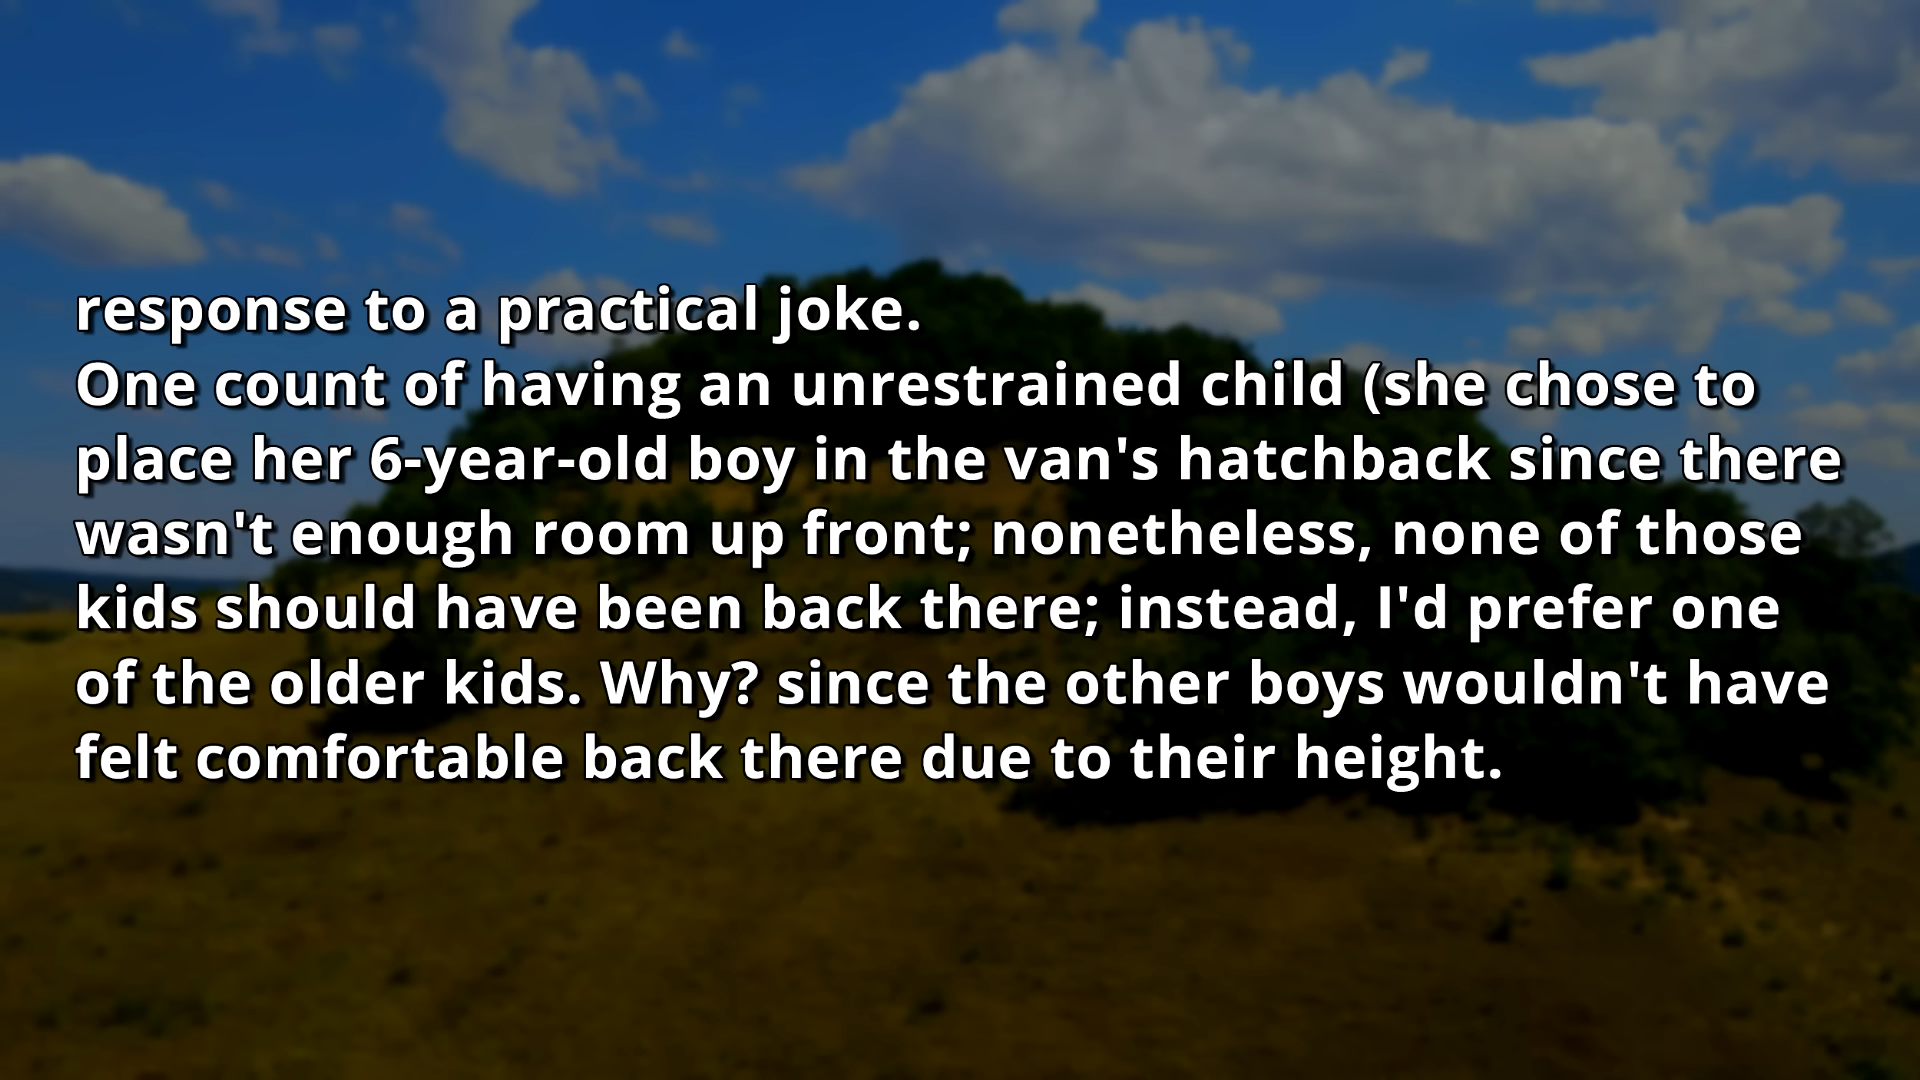 response to a practical joke.
One count of having an unrestrained child (she chose to
place her 6-year-old boy in the van's hatchback since there
wasn't enough room up front; nonetheless, none of those
kids should have been back there; instead, I'd prefer one
of the older kids. Why? since the other boys wouldn't have
felt comfortable back there due to their height.